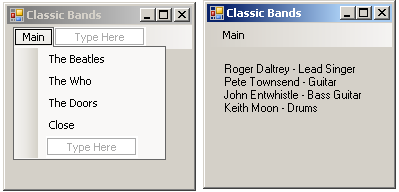 Classic Bands
Main
Type Here
The Beatles
The Who
The Doors
Close
Type Here
Classic Bands
Main
Roger Daltrey - Lead Singer
Pete Townsend - Guitar
John Entwhistle - Bass Guitar
Keith Moon - Drums